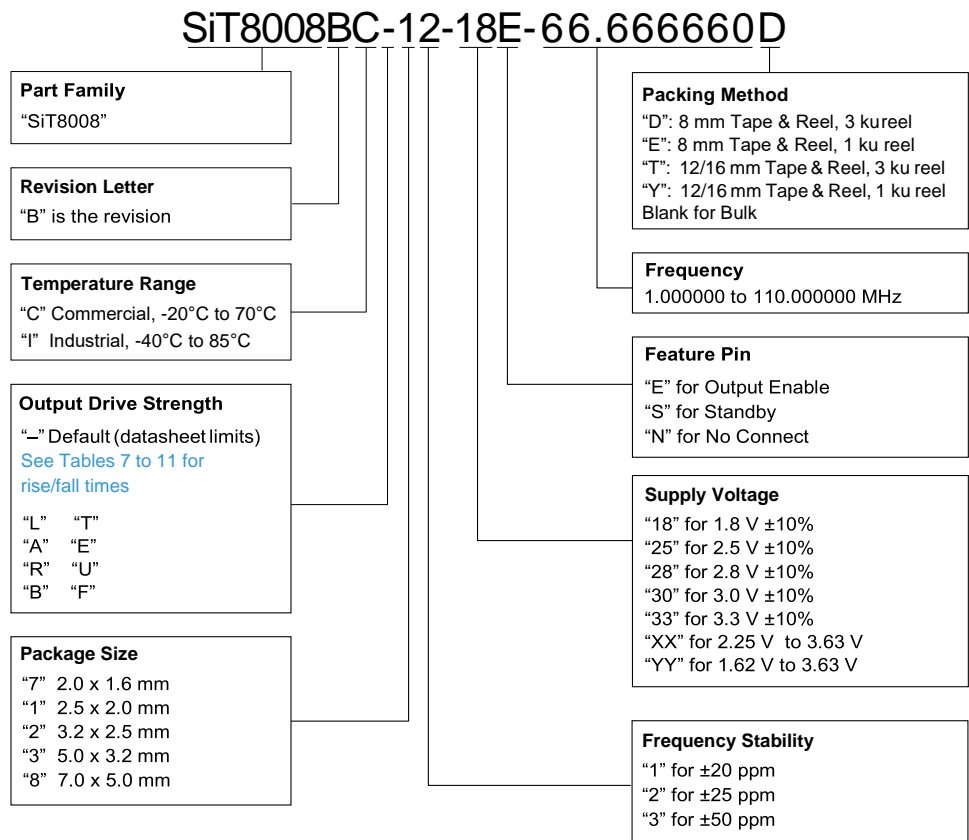 SiT8008BC-12-18E-66.666660D
Part Family
“SiT8008”
Revision Letter
“B” is the revision
Temperature Range
“C” Commercial, -20°C to 70°C
“I” Industrial, -40°C to 85°C
Output Drive Strength
“–” Default (datasheet limits)
See Tables 7 to 11 for
rise/fall times
“L” “T”
“A” “E”
“R” “U”
“B” “F”
Package Size
“7” 2.0 x 1.6 mm
“1” 2.5 x 2.0 mm
“2” 3.2 x 2.5 mm
“3” 5.0 x 3.2 mm
“8” 7.0 x 5.0 mm
Packing Method
“D”: 8 mm Tape & Reel, 3 ku reel
“E”: 8 mm Tape & Reel, 1 ku reel
“T”: 12/16 mm Tape & Reel, 3 ku reel
“Y”: 12/16 mm Tape & Reel, 1 ku reel
Blank for Bulk
Frequency
1.000000 to 110.000000 MHz
Feature Pin
“E” for Output Enable
“S” for Standby
“N” for No Connect
Supply Voltage
“18” for 1.8 V ±10%
“25” for 2.5 V ±10%
“28” for 2.8 V ±10%
“30” for 3.0 V ±10%
“33” for 3.3 V ±10%
“XX” for 2.25 V to 3.63 V
“YY” for 1.62 V to 3.63 V
Frequency Stability
“1” for ±20 ppm
“2” for ±25 ppm
“3” for ±50 ppm